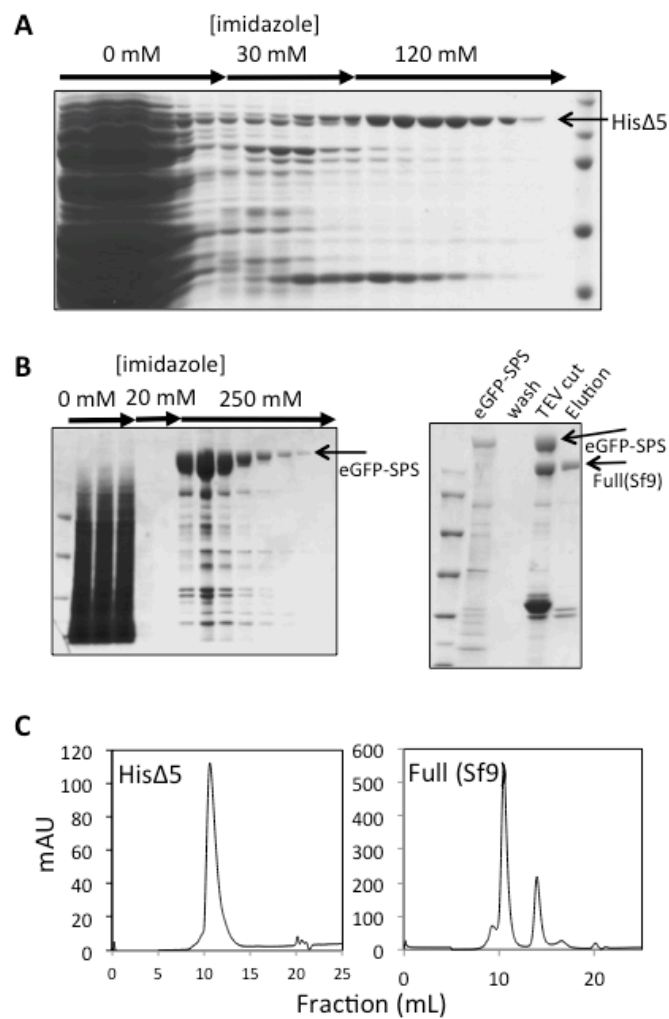 A
[imidazole]
0 mM 30 mM 120 mM
HisΔ5
B
[imidazole]
0 mM 20 mM 250 mM
eGFP-SPS
eGFP-SPS
wash
TEV cut
Elution
eGFP-SPS
Full(Sf9)
C
HisΔ5
mAU
120
100
80
60
40
20
0
0 5 10 15 20 25
Full (Sf9)
600
500
400
300
200
100
0
0 10 20
Fraction (mL)